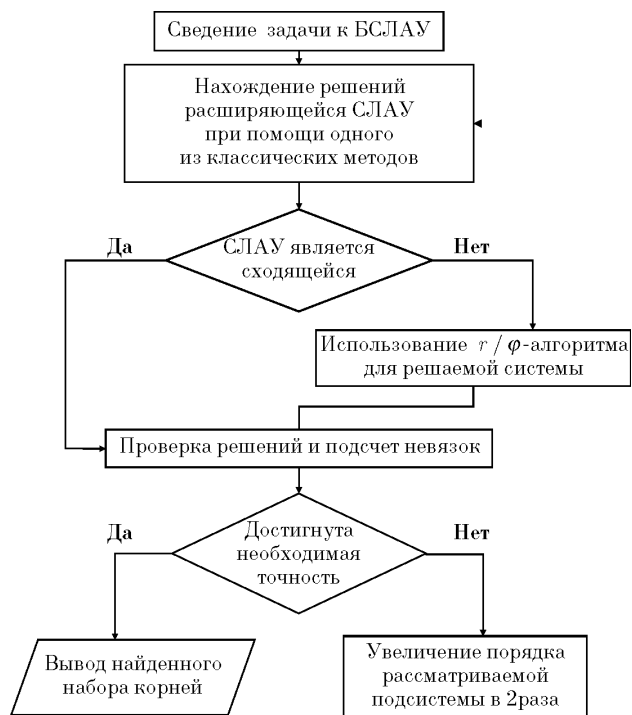 Сведение задачи к БСЛАУ
Нахождение решений
расширяющейся СЛАУ
при помощи одного
из классических методов
Да
СЛАУ является
сходящейся
Нет
Использование r / φ-алгоритма
для решаемой системы
Проверка решений и подсчет невязок
Да
Достигнута
необходимая
точность
Нет
Вывод найденного
набора корней
Увеличение порядка
рассматриваемой
подсистемы в 2раза